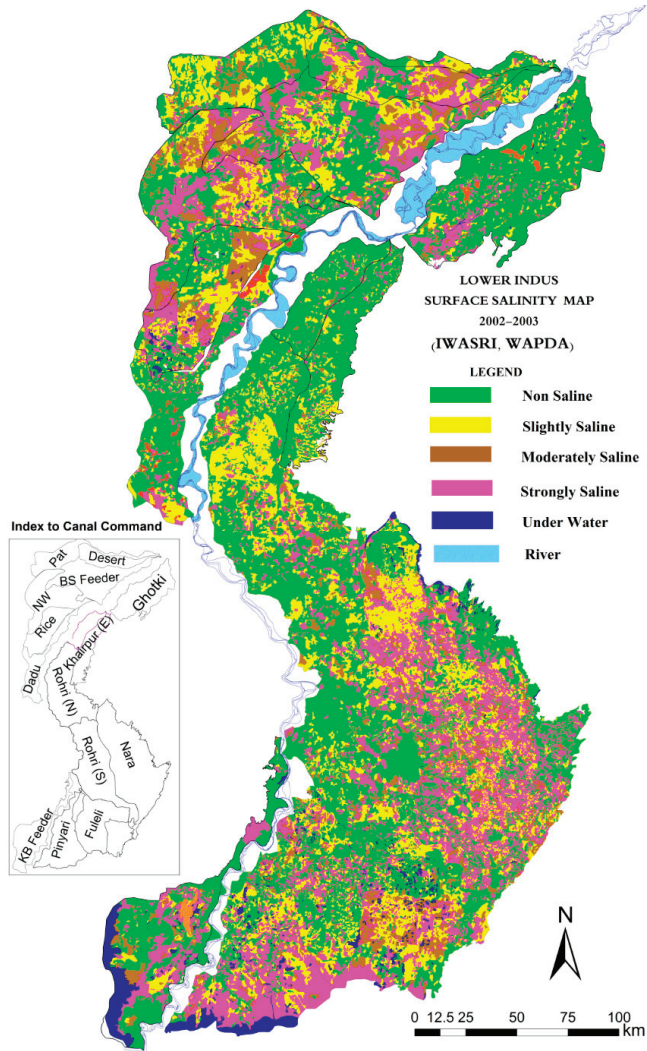 LOWER INDUS
SURFACE SALINITY MAP
2002–2003
(IWASRI, WAPDA)
LEGEND
Non Saline
Slightly Saline
Moderately Saline
Strongly Saline
Under Water
River
Index to Canal Command
Pat
Desert
BS Feeder
NW
Rice
Ghotki
Khairpur (E)
Dadu
Rohri (N)
Rohri (S)
Nara
KB Feeder
Pinyari
Fuleli
N
0 12.5 25 50 75 100
km